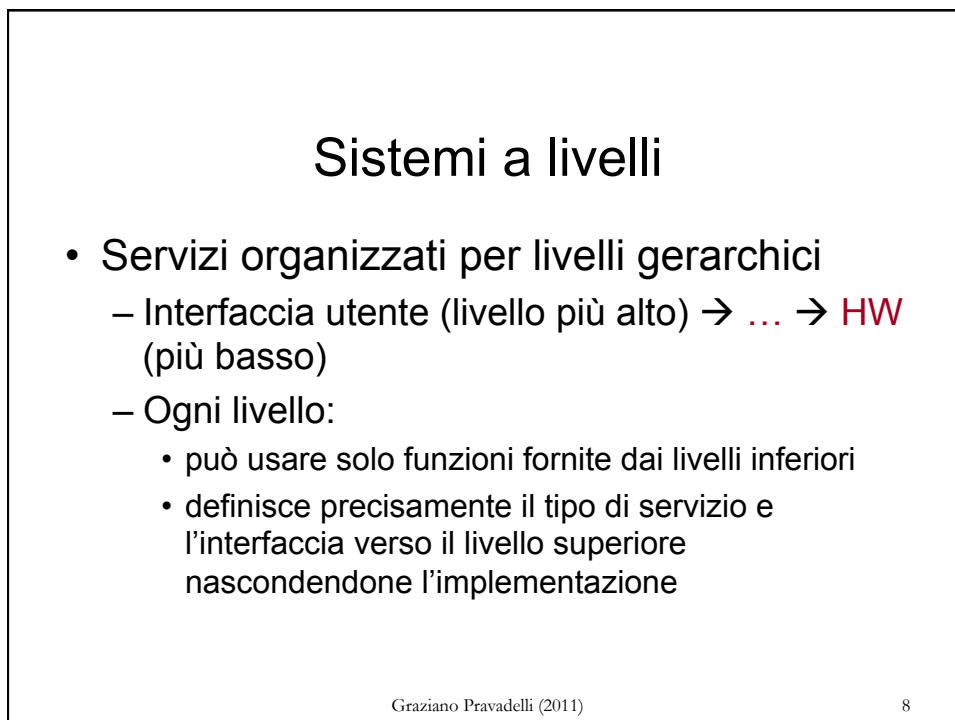 Sistemi a livelli
• Servizi organizzati per livelli gerarchici
– Interfaccia utente (livello più alto) → … → HW
(più basso)
– Ogni livello:
• può usare solo funzioni fornite dai livelli inferiori
• definisce precisamente il tipo di servizio e
l’interfaccia verso il livello superiore
nascondendone l’implementazione
Graziano Pravadelli (2011)
8